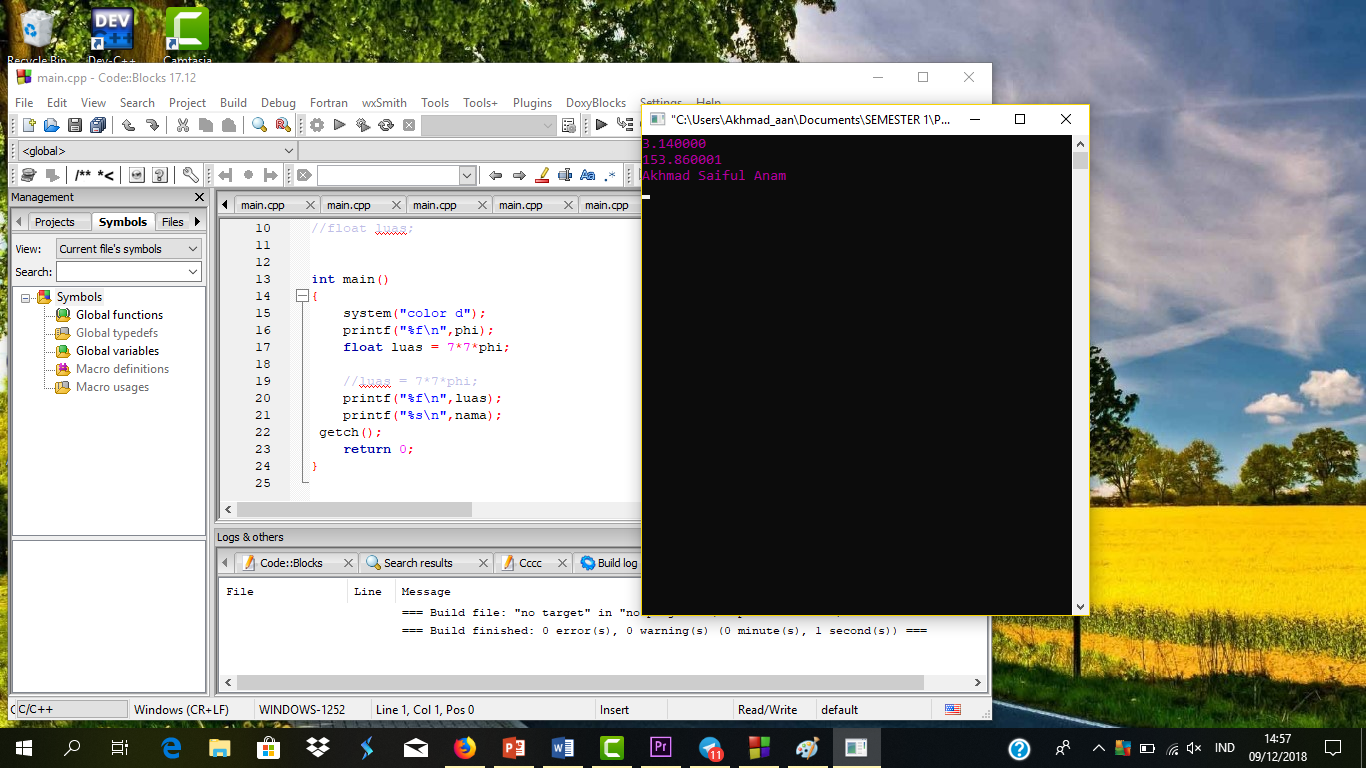 Recycle Bin
Dev-C++
Camtasia
DEV
C++
main.cpp - Code::Blocks 17.12
File Edit View Search Project Build Debug Fortran wxSmith Tools Tools+ Plugins DoxyBlocks Settings Help
<global>
/** *<
Aa .*
Management
Projects Symbols Files
View: Current file's symbols
Search:
Symbols
Global functions
Global typedefs
Global variables
Macro definitions
Macro usages
main.cpp main.cpp main.cpp main.cpp main.cpp
10 //float luas;
11
12
13 int main()
14 {
15 system("color d");
16 printf("%f\n",phi);
17 float luas = 7*7*phi;
18
19 //luas = 7*7*phi;
20 printf("%f\n",luas);
21 printf("%s\n",nama);
22 getch();
23 return 0;
24 }
25
Logs & others
Code::Blocks Search results Cccc Build log
File Line Message
=== Build file: "no target" in "no
=== Build finished: 0 error(s), 0 warning(s) (0 minute(s), 1 second(s)) ===
C/C++ Windows (CR+LF) WINDOWS-1252 Line 1, Col 1, Pos 0 Insert Read/Write default
"C:\Users\Akhmad_aan\Documents\SEMESTER 1\P...
3.140000
153.860001
Akhmad Saiful Anam
Pr
11
IND
14:57
09/12/2018